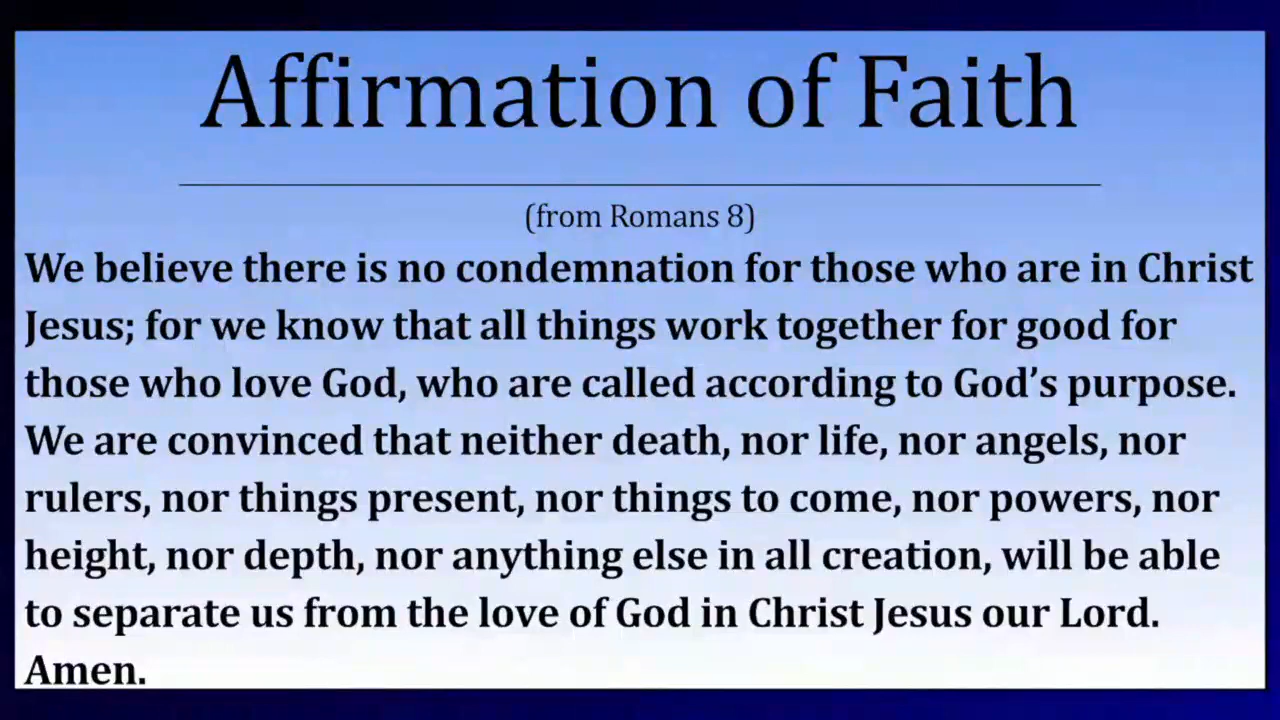 Affirmation of Faith
(from Romans 8)
We believe there is no condemnation for those who are in Christ
Jesus; for we know that all things work together for good for
those who love God, who are called according to God’s purpose.
We are convinced that neither death, nor life, nor angels, nor
rulers, nor things present, nor things to come, nor powers, nor
height, nor depth, nor anything else in all creation, will be able
to separate us from the love of God in Christ Jesus our Lord.
Amen.